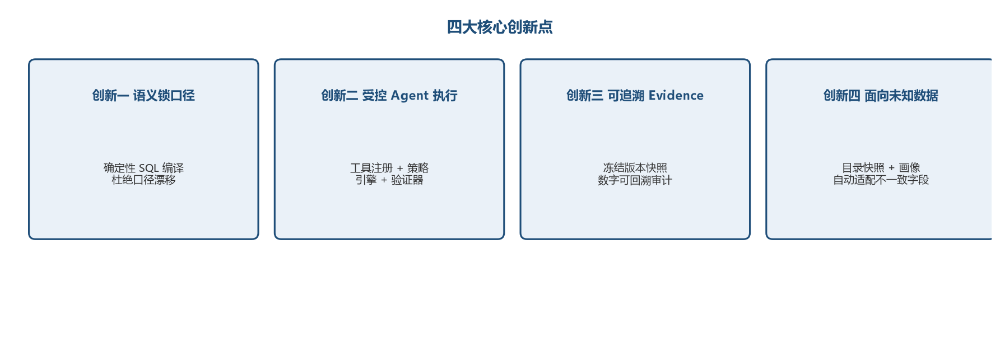 四大核心创新点
创新一 语义锁口径
确定性 SQL 编译
杜绝口径漂移
创新二 受控 Agent 执行
工具注册 + 策略
引擎 + 验证器
创新三 可追溯 Evidence
冻结版本快照
数字可回溯审计
创新四 面向未知数据
目录快照 + 画像
自动适配不一致字段